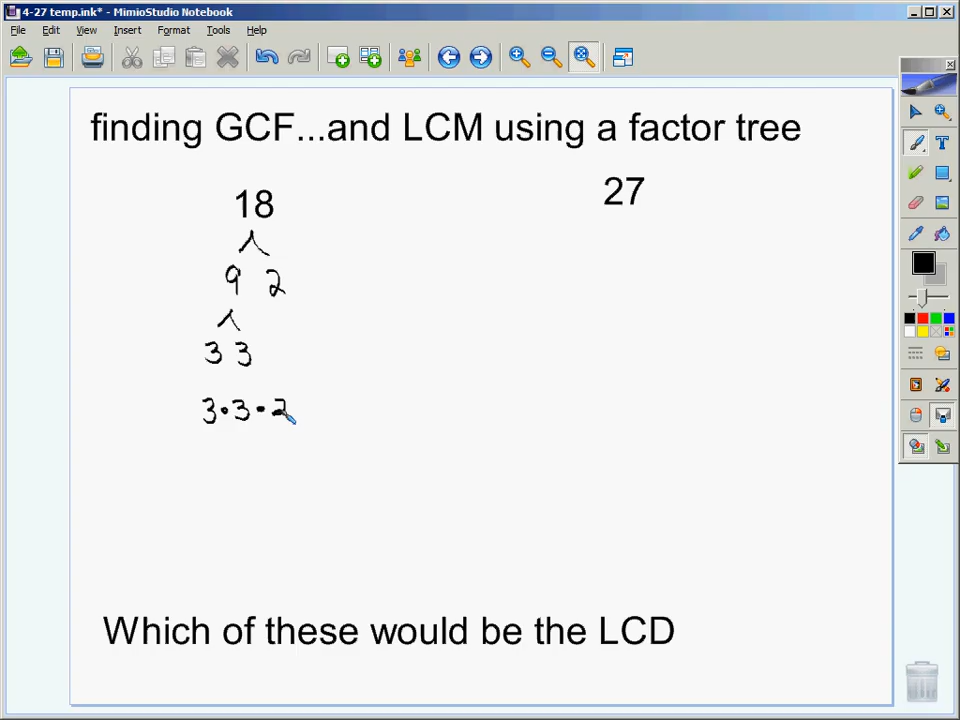 4-27 temp.ink* - MimioStudio Notebook
File Edit View Insert Format Tools Help
finding GCF...and LCM using a factor tree
18 27
9 2
3 3
3·3·2
Which of these would be the LCD
T